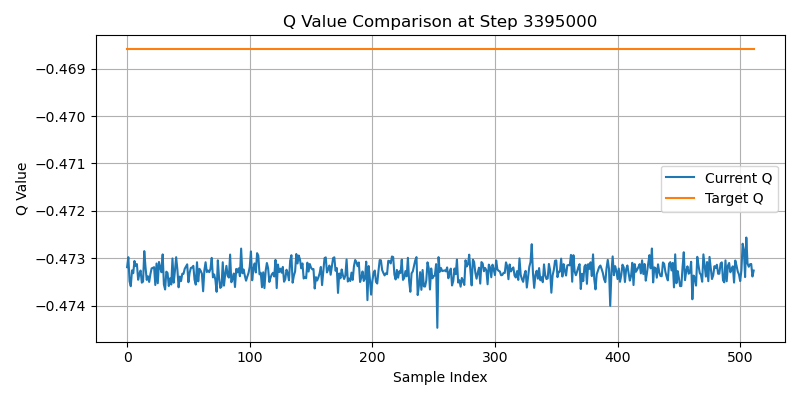 Q Value Comparison at Step 3395000
−0.469
−0.470
−0.471
−0.472
−0.473
−0.474
Q Value
Current Q
Target Q
0
100
200
300
400
500
Sample Index